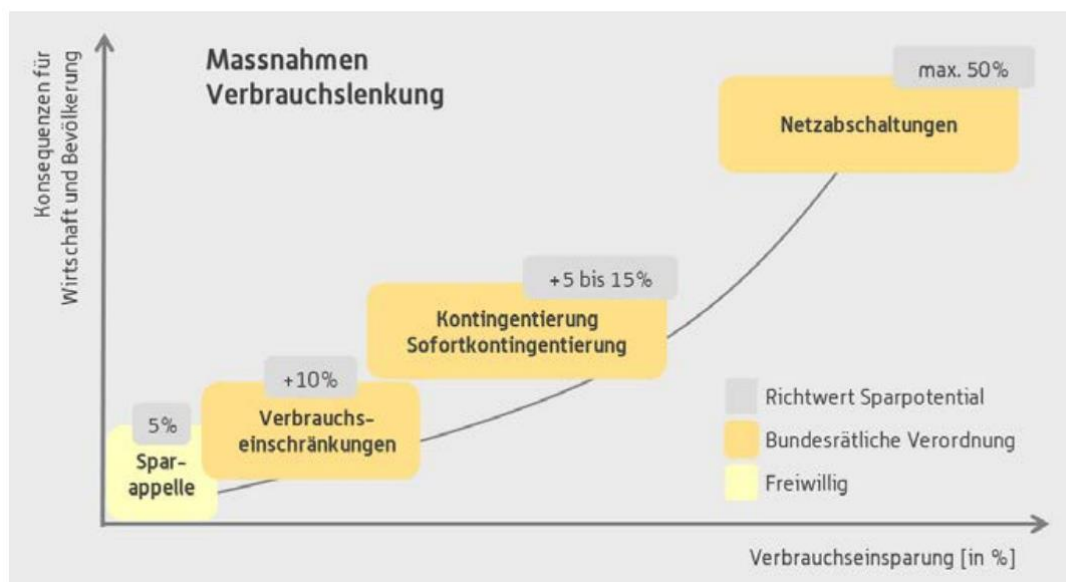 Konsequenzen für
Wirtschaft und Bevölkerung
Massnahmen
Verbrauchslenkung
max. 50%
Netzabschaltungen
+5 bis 15%
Kontingentierung
Sofortkontingentierung
+10%
Verbrauchs-
einschränkungen
5%
Spar-
appelle
Richtwert Sparpotential
Bundesrätliche Verordnung
Freiwillig
Verbrauchseinsparung [in %]